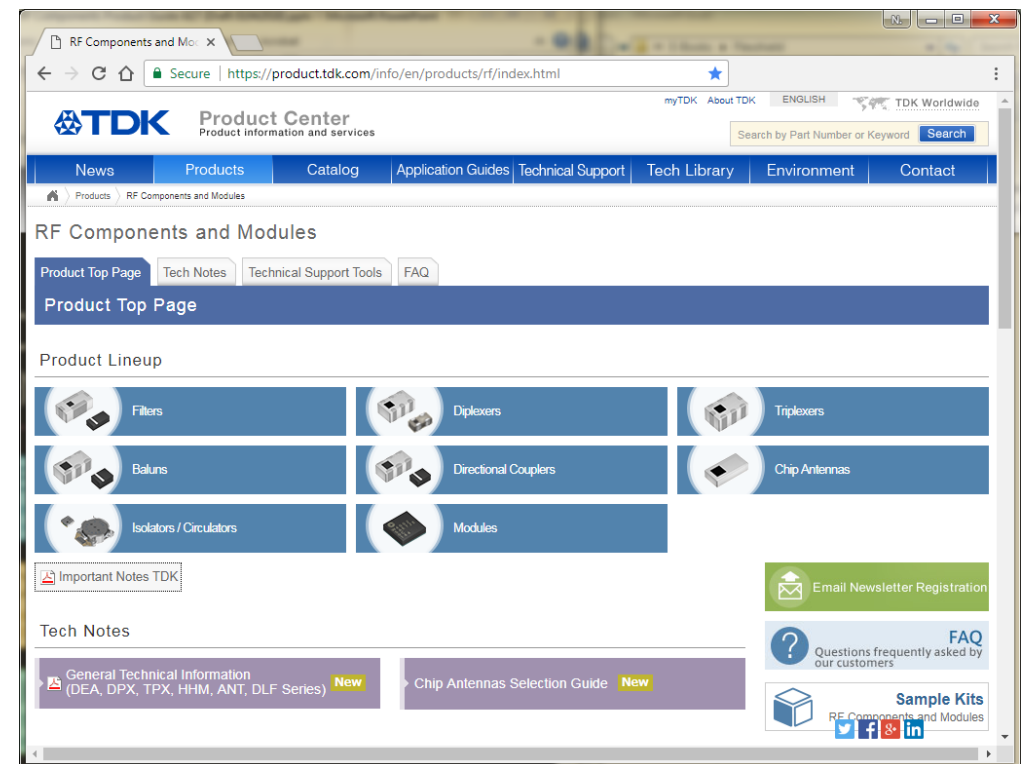 RF Components and Mo
Secure
https://product.tdk.com/info/en/products/rf/index.html
myTDK About TDK ENGLISH TDK Worldwide
TDK
Product Center
Product information and services
Search by Part Number or Keyword Search
News Products Catalog Application Guides Technical Support Tech Library Environment Contact
Products RF Components and Modules
RF Components and Modules
Product Top Page Tech Notes Technical Support Tools FAQ
Product Top Page
Product Lineup
Filters Diplexers Triplexers
Baluns Directional Couplers Chip Antennas
Isolators / Circulators Modules
Important Notes TDK
Email Newsletter Registration
Tech Notes
FAQ
Questions frequently asked by
our customers
General Technical Information
(DEA, DPX, TPX, HHM, ANT, DLF Series) New
Chip Antennas Selection Guide New
Sample Kits
RF Components and Modules